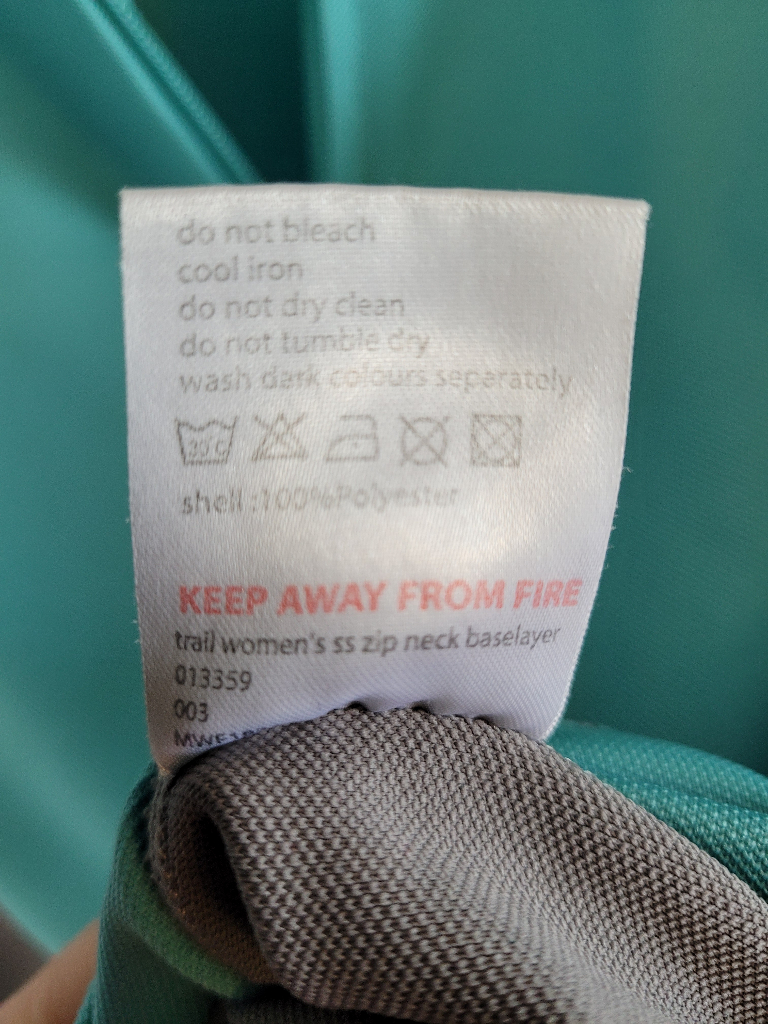 do not bleach
cool iron
do not dry clean
do not tumble dry
wash dark colours separately
30°C
shell :100%Polyester
KEEP AWAY FROM FIRE
trail women's ss zip neck baselayer
013359
003